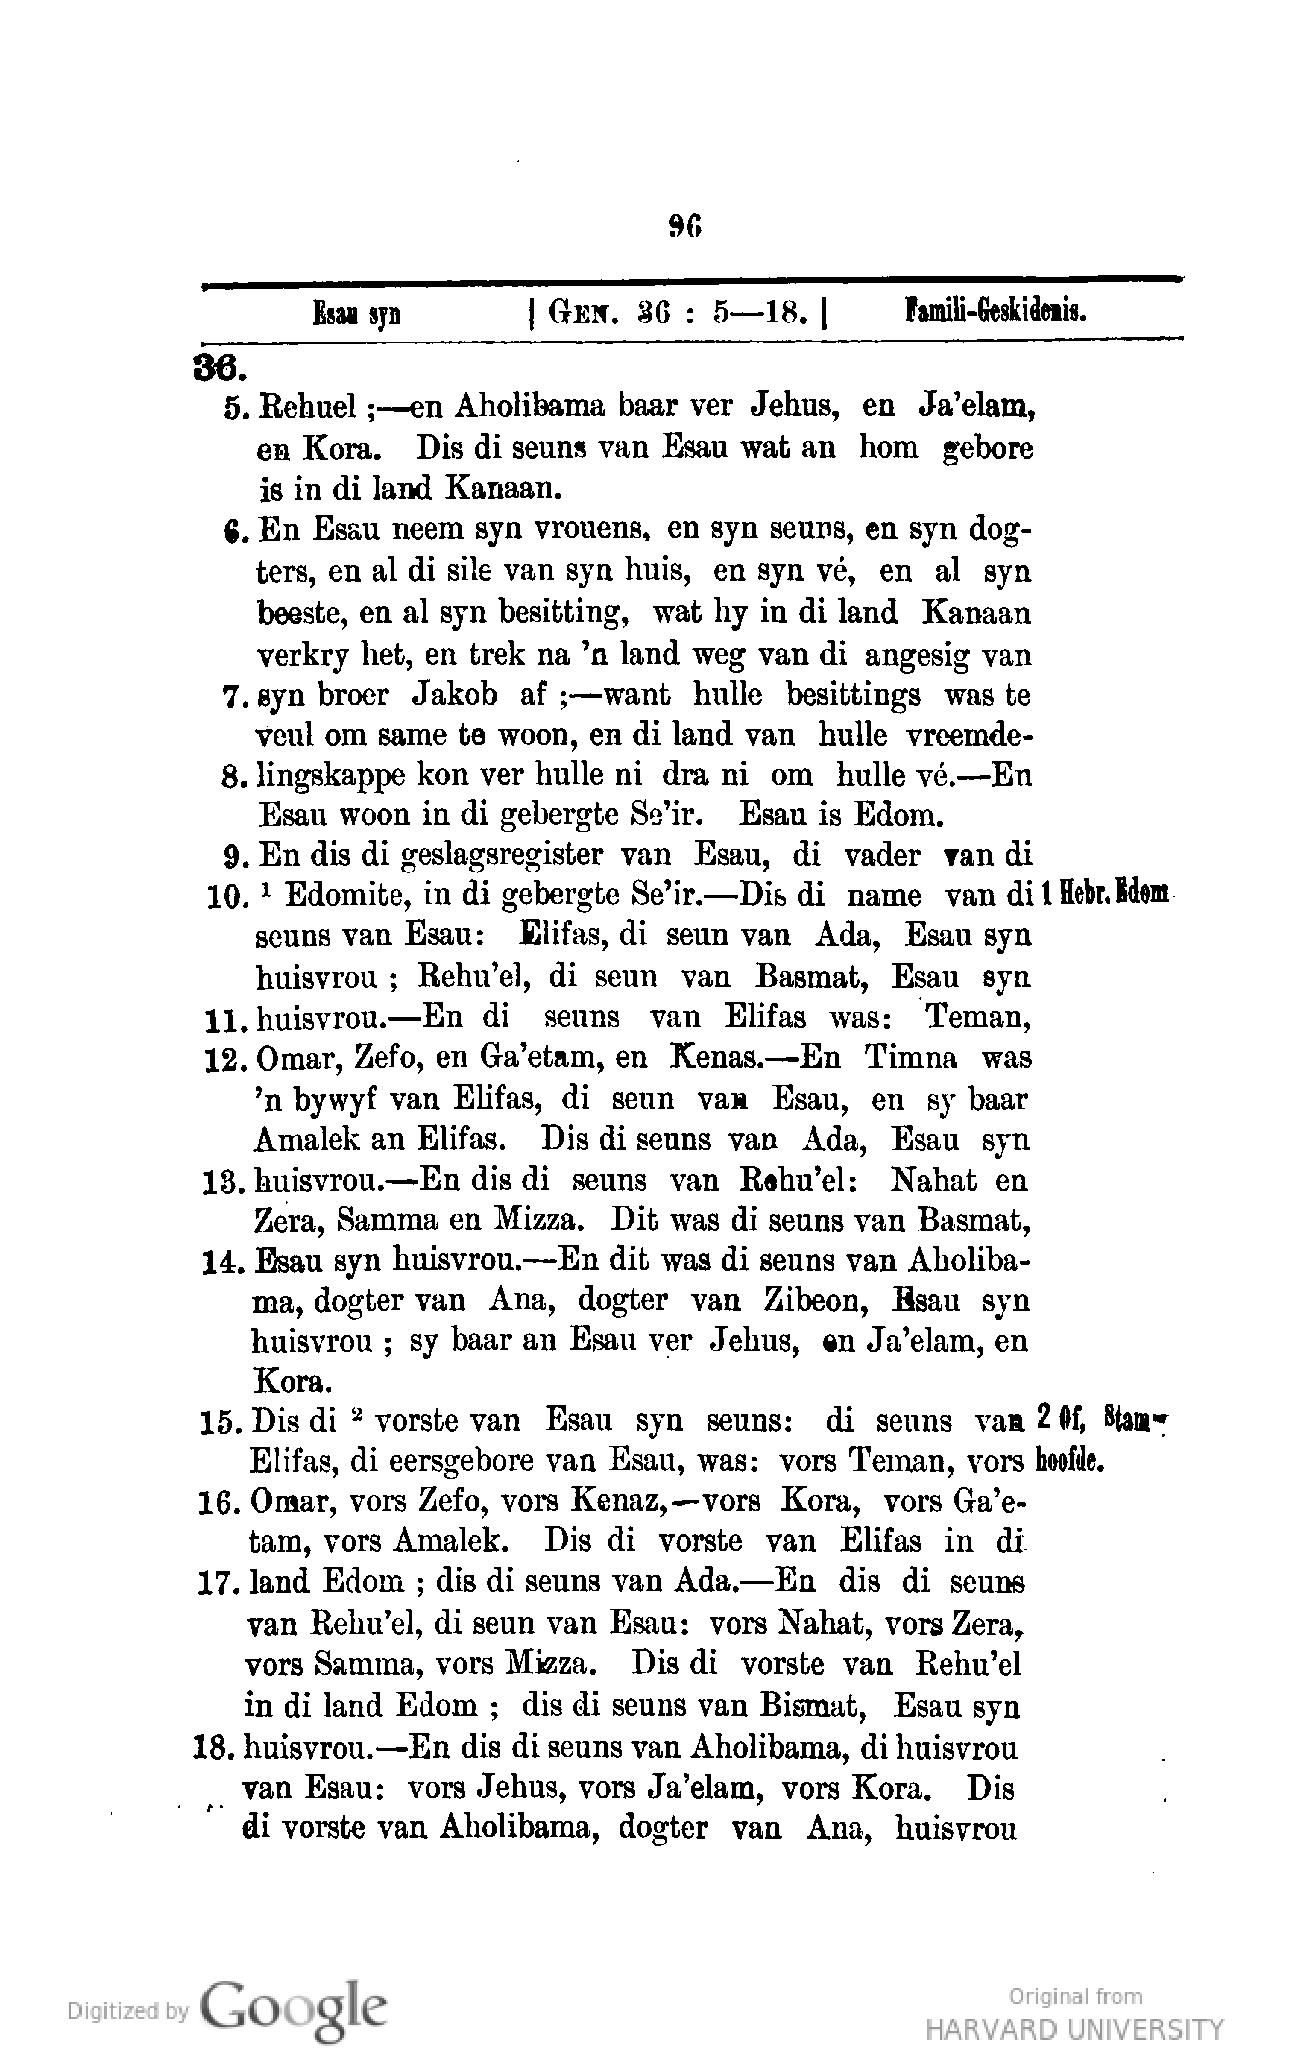 96
Esau syn | GEN. 36 : 5—18. | Famili-Geskidenis.
36.
5. Rehuel ;—en Aholibama baar ver Jehus, en Ja’elam,
en Kora. Dis di seuns van Esau wat an hom gebore
is in di land Kanaan.
6. En Esau neem syn vrouens, en syn seuns, en syn dog-
ters, en al di sile van syn huis, en syn vé, en al syn
beeste, en al syn besitting, wat hy in di land Kanaan
verkry het, en trek na ’n land weg van di angesig van
7. syn broer Jakob af ;—want hulle besittings was te
veul om same te woon, en di land van hulle vreemde-
8. lingskappe kon ver hulle ni dra ni om hulle vé.—En
Esau woon in di gebergte Se’ir. Esau is Edom.
9. En dis di geslagsregister van Esau, di vader van di
10. ¹ Edomite, in di gebergte Se’ir.—Dis di name van di 1 Hebr. Edom
seuns van Esau: Elifas, di seun van Ada, Esau syn
huisvrou ; Rehu’el, di seun van Basmat, Esau syn
11. huisvrou.—En di seuns van Elifas was: Teman,
12. Omar, Zefo, en Ga’etam, en Kenas.—En Timna was
’n bywyf van Elifas, di seun van Esau, en sy baar
Amalek an Elifas. Dis di seuns van Ada, Esau syn
13. huisvrou.—En dis di seuns van Rehu’el: Nahat en
Zera, Samma en Mizza. Dit was di seuns van Basmat,
14. Esau syn huisvrou.—En dit was di seuns van Aholiba-
ma, dogter van Ana, dogter van Zibeon, Esau syn
huisvrou ; sy baar an Esau ver Jehus, en Ja’elam, en
Kora.
15. Dis di ² vorste van Esau syn seuns: di seuns van 2 Of, Stam-
Elifas, di eersgebore van Esau, was: vors Teman, vors hoofde.
16. Omar, vors Zefo, vors Kenaz,—vors Kora, vors Ga’e-
tam, vors Amalek. Dis di vorste van Elifas in di
17. land Edom ; dis di seuns van Ada.—En dis di seuns
van Rehu’el, di seun van Esau: vors Nahat, vors Zera,
vors Samma, vors Mizza. Dis di vorste van Rehu’el
in di land Edom ; dis di seuns van Bismat, Esau syn
18. huisvrou.—En dis di seuns van Aholibama, di huisvrou
van Esau: vors Jehus, vors Ja’elam, vors Kora. Dis
di vorste van Aholibama, dogter van Ana, huisvrou
Digitized by Google
Original from
HARVARD UNIVERSITY